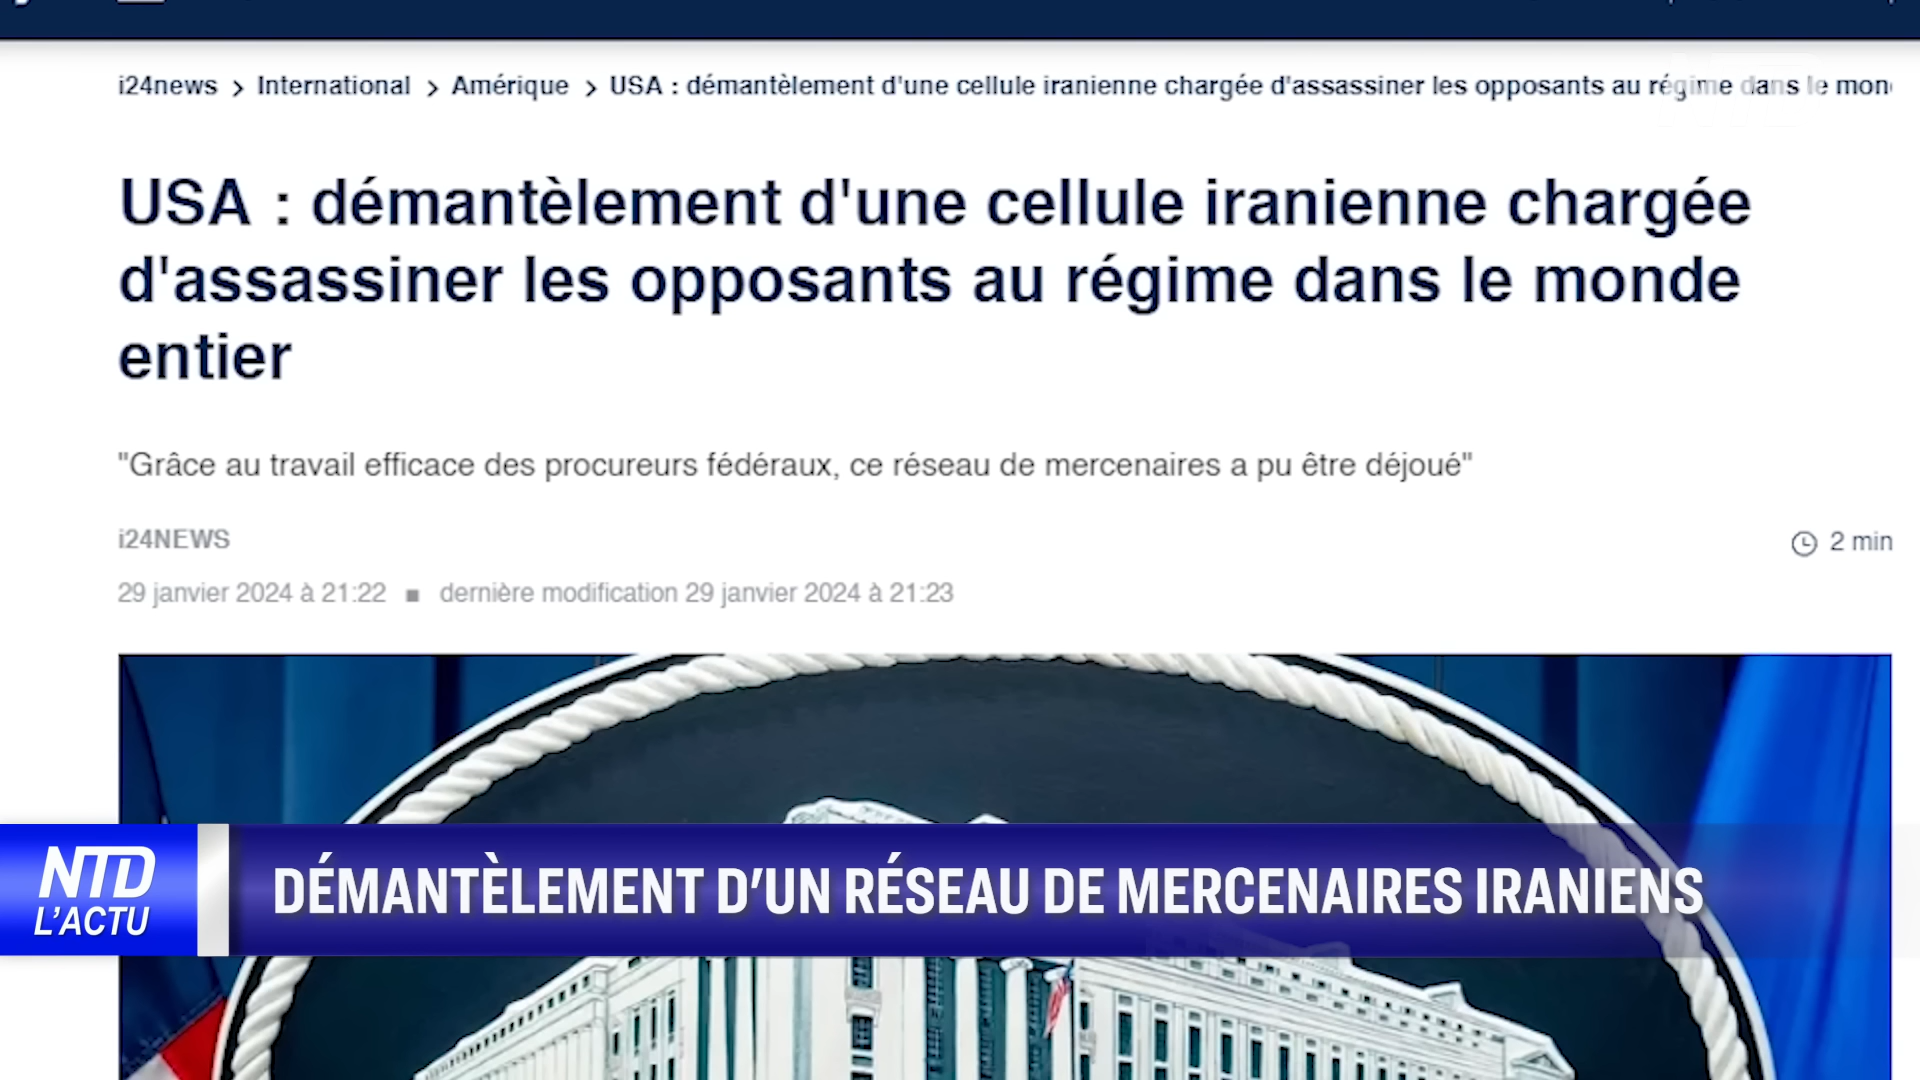 i24news > International > Amérique > USA : démantèlement d'une cellule iranienne chargée d'assassiner les opposants au régime dans le
USA : démantèlement d'une cellule iranienne chargée
d'assassiner les opposants au régime dans le monde
entier
"Grâce au travail efficace des procureurs fédéraux, ce réseau de mercenaires a pu être déjoué"
i24NEWS
2 min
29 janvier 2024 à 21:22 ■ dernière modification 29 janvier 2024 à 21:23
NTD
L'ACTU
DÉMANTÈLEMENT D'UN RÉSEAU DE MERCENAIRES IRANIENS